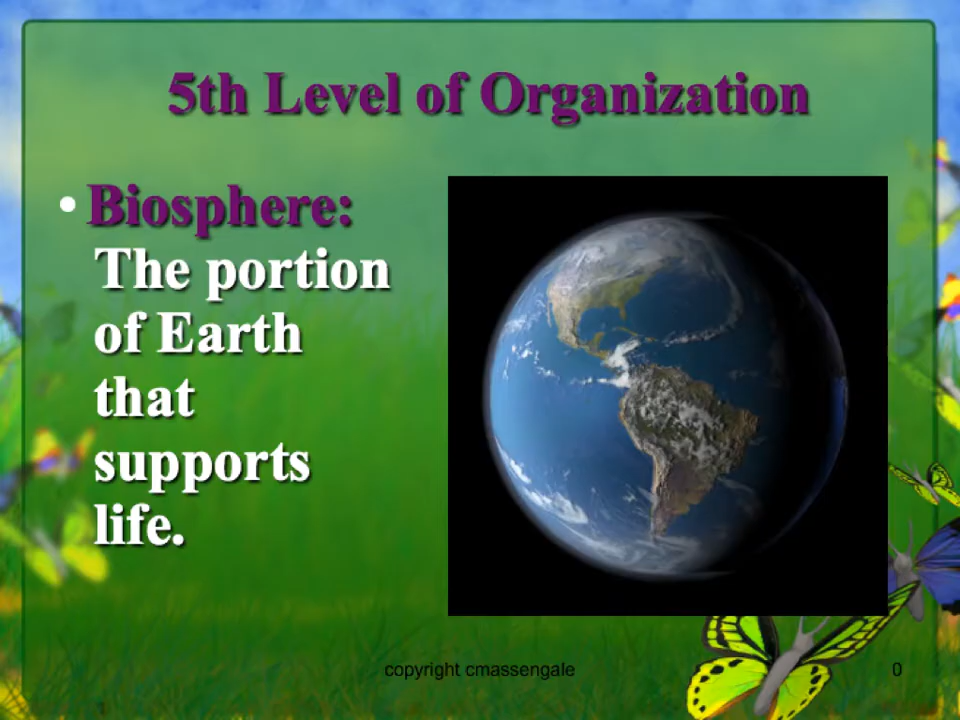 5th Level of Organization
• Biosphere:
The portion
of Earth
that
supports
life.
copyright cmassengale
0